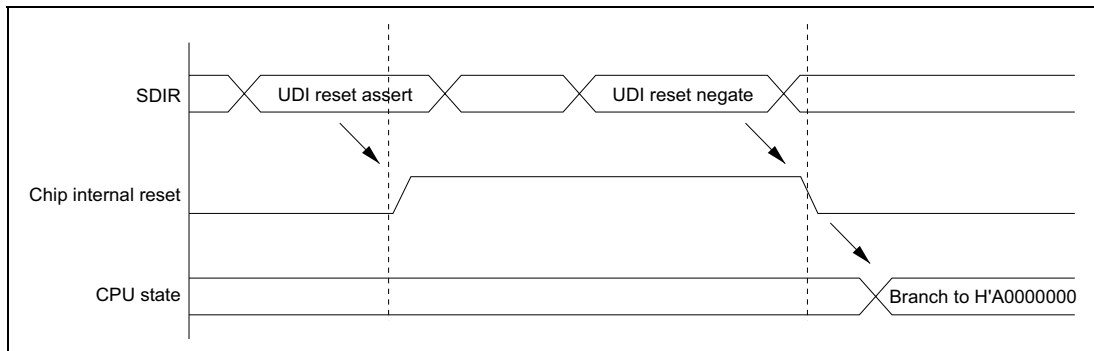 SDIR
UDI reset assert
UDI reset negate
Chip internal reset
CPU state
Branch to H'A0000000